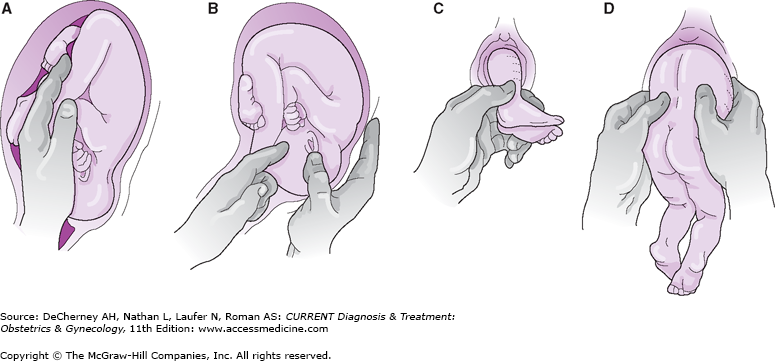 A B C D
Source: DeCherney AH, Nathan L, Laufer N, Roman AS: CURRENT Diagnosis & Treatment:
Obstetrics & Gynecology, 11th Edition: www.accessmedicine.com
Copyright © The McGraw-Hill Companies, Inc. All rights reserved.